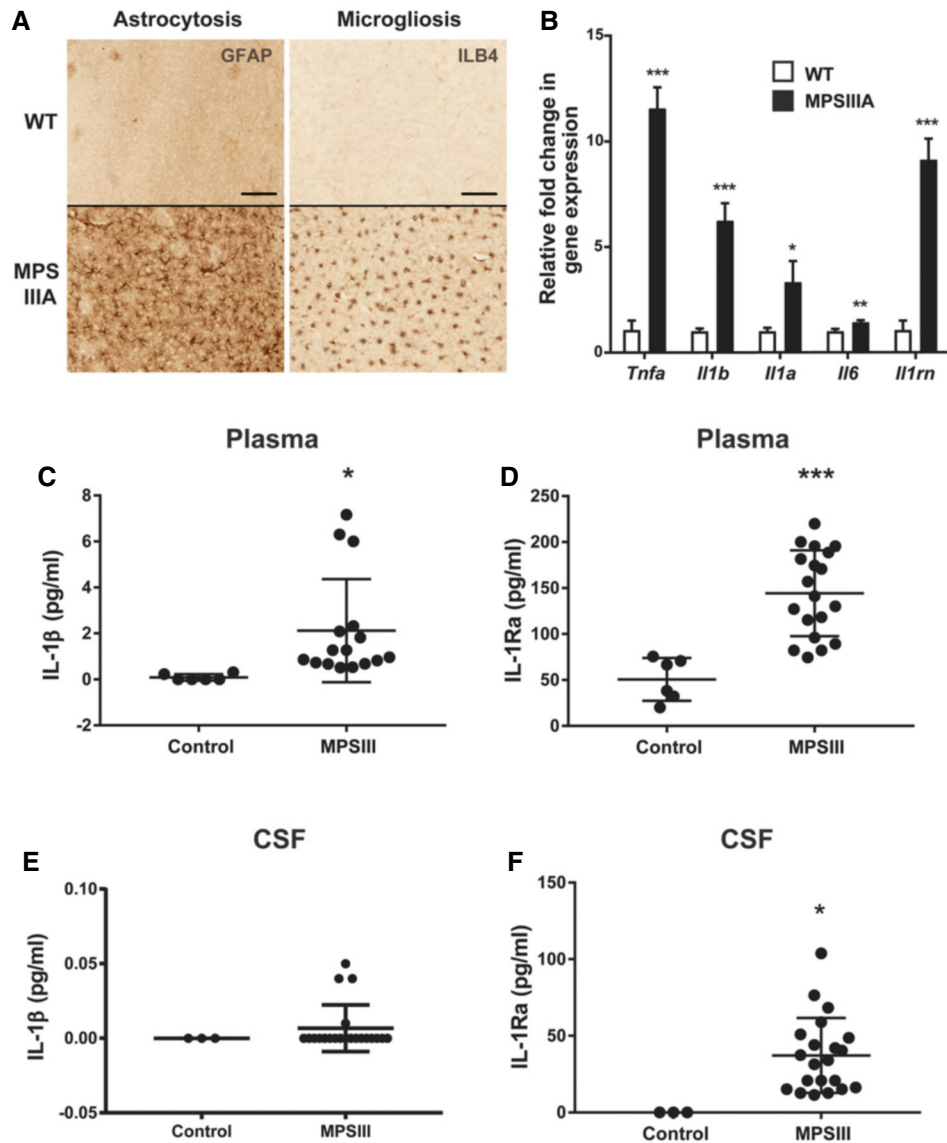 A
Astrocytosis
Microgliosis
GFAP
ILB4
WT
MPS
IIIA
B
Relative fold change in
gene expression
15
10
5
0
WT
MPSIIIA
***
***
*
**
***
Tnfa Il1b Il1a Il6 Il1rn
Plasma
C
*
IL-1β (pg/ml)
8
6
4
2
0
-2
Control MPSIII
Plasma
D
***
IL-1Ra (pg/ml)
250
200
150
100
50
0
Control MPSIII
CSF
E
IL-1β (pg/ml)
0.10
0.05
0.00
-0.05
Control MPSIII
CSF
F
*
IL-1Ra (pg/ml)
150
100
50
0
Control MPSIII